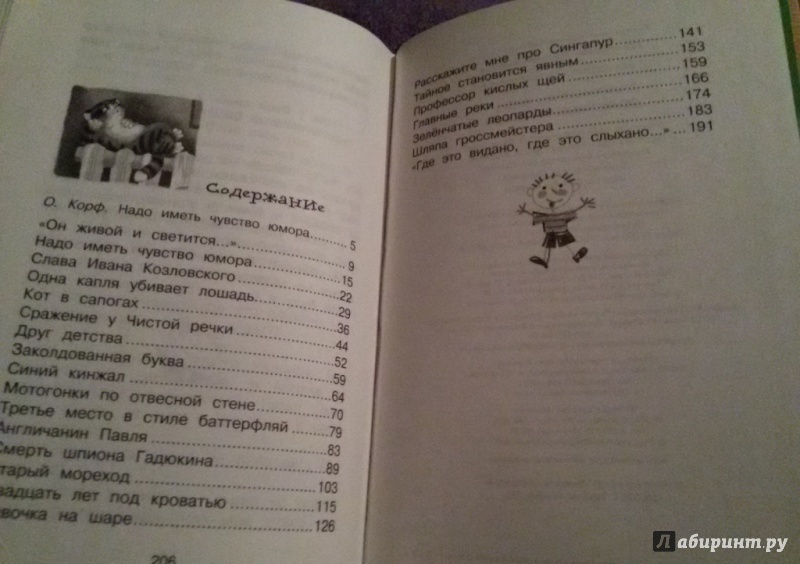 Содержание
О. Корф. Надо иметь чувство юмора ........ 5
«Он живой и светится...» ........ 9
Надо иметь чувство юмора ........ 15
Слава Ивана Козловского ........ 22
Одна капля убивает лошадь ........ 29
Кот в сапогах ........ 36
Сражение у Чистой речки ........ 44
Друг детства ........ 52
Заколдованная буква ........ 59
Синий кинжал ........ 64
Мотогонки по отвесной стене ........ 70
Третье место в стиле баттерфляй ........ 79
Англичанин Павля ........ 83
Смерть шпиона Гадюкина ........ 89
тарый мореход ........ 103
вадцать лет под кроватью ........ 115
вочка на шаре ........ 126
206
Расскажите мне про Сингапур ........ 141
Тайное становится явным ........ 153
Профессор кислых щей ........ 159
Главные реки ........ 166
Зелёнчатые леопарды ........ 174
Шляпа гроссмейстера ........ 183
«Где это видано, где это слыхано...» ... 191
Лабиринт.ру